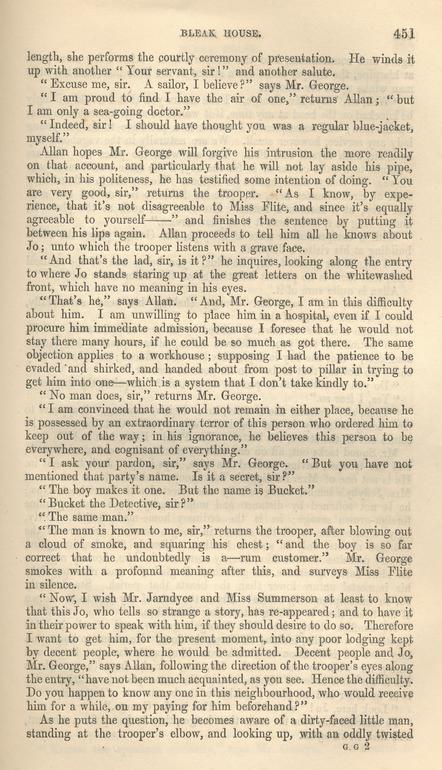 BLEAK HOUSE. 451
length, she performs the courtly ceremony of presentation. He winds it
up with another “Your servant, sir!” and another salute.
“Excuse me, sir. A sailor, I believe?” says Mr. George.
“I am proud to find I have the air of one,” returns Allan; “but
I am only a sea-going doctor.”
“Indeed, sir! I should have thought you was a regular blue-jacket,
myself.”
Allan hopes Mr. George will forgive his intrusion the more readily
on that account, and particularly that he will not lay aside his pipe,
which, in his politeness, he has testified some intention of doing. “You
are very good, sir,” returns the trooper. “As I know, by expe-
rience, that it's not disagreeable to Miss Flite, and since it's equally
agreeable to yourself——” and finishes the sentence by putting it
between his lips again. Allan proceeds to tell him all he knows about
Jo; unto which the trooper listens with a grave face.
“And that's the lad, sir, is it?” he inquires, looking along the entry
to where Jo stands staring up at the great letters on the whitewashed
front, which have no meaning in his eyes.
“That's he,” says Allan. “And, Mr. George, I am in this difficulty
about him. I am unwilling to place him in a hospital, even if I could
procure him immediate admission, because I foresee that he would not
stay there many hours, if he could be so much as got there. The same
objection applies to a workhouse; supposing I had the patience to be
evaded and shirked, and handed about from post to pillar in trying to
get him into one—which is a system that I don't take kindly to.”
“No man does, sir,” returns Mr. George.
“I am convinced that he would not remain in either place, because he
is possessed by an extraordinary terror of this person who ordered him to
keep out of the way; in his ignorance, he believes this person to be
everywhere, and cognisant of everything.”
“I ask your pardon, sir,” says Mr. George. “But you have not
mentioned that party's name. Is it a secret, sir?”
“The boy makes it one. But the name is Bucket.”
“Bucket the Detective, sir?”
“The same man.”
“The man is known to me, sir,” returns the trooper, after blowing out
a cloud of smoke, and squaring his chest; “and the boy is so far
correct that he undoubtedly is a—rum customer.” Mr. George
smokes with a profound meaning after this, and surveys Miss Flite
in silence.
“Now, I wish Mr. Jarndyce and Miss Summerson at least to know
that this Jo, who tells so strange a story, has re-appeared; and to have it
in their power to speak with him, if they should desire to do so. Therefore
I want to get him, for the present moment, into any poor lodging kept
by decent people, where he would be admitted. Decent people and Jo,
Mr. George,” says Allan, following the direction of the trooper's eyes along
the entry, “have not been much acquainted, as you see. Hence the difficulty.
Do you happen to know any one in this neighbourhood, who would receive
him for a while, on my paying for him beforehand?”
As he puts the question, he becomes aware of a dirty-faced little man,
standing at the trooper's elbow, and looking up, with an oddly twisted
G G 2